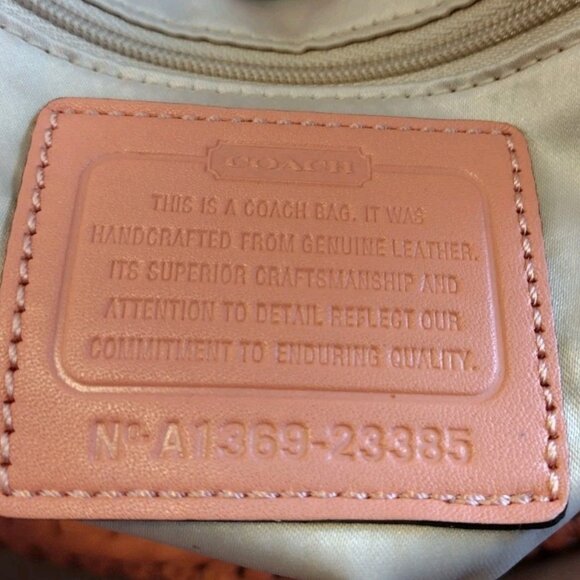 COACH
THIS IS A COACH BAG. IT WAS
HANDCRAFTED FROM GENUINE LEATHER.
ITS SUPERIOR CRAFTSMANSHIP AND
ATTENTION TO DETAIL REFLECT OUR
COMMITMENT TO ENDURING QUALITY.
Nº A1369-23385